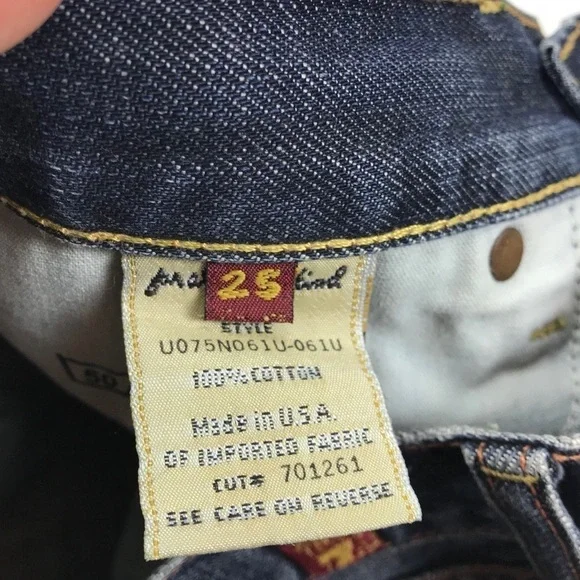 25
STYLE
U075N061U-061U
100% COTTON
Made in U.S.A.
OF IMPORTED FABRIC
CUT# 701261
SEE CARE ON REVERSE